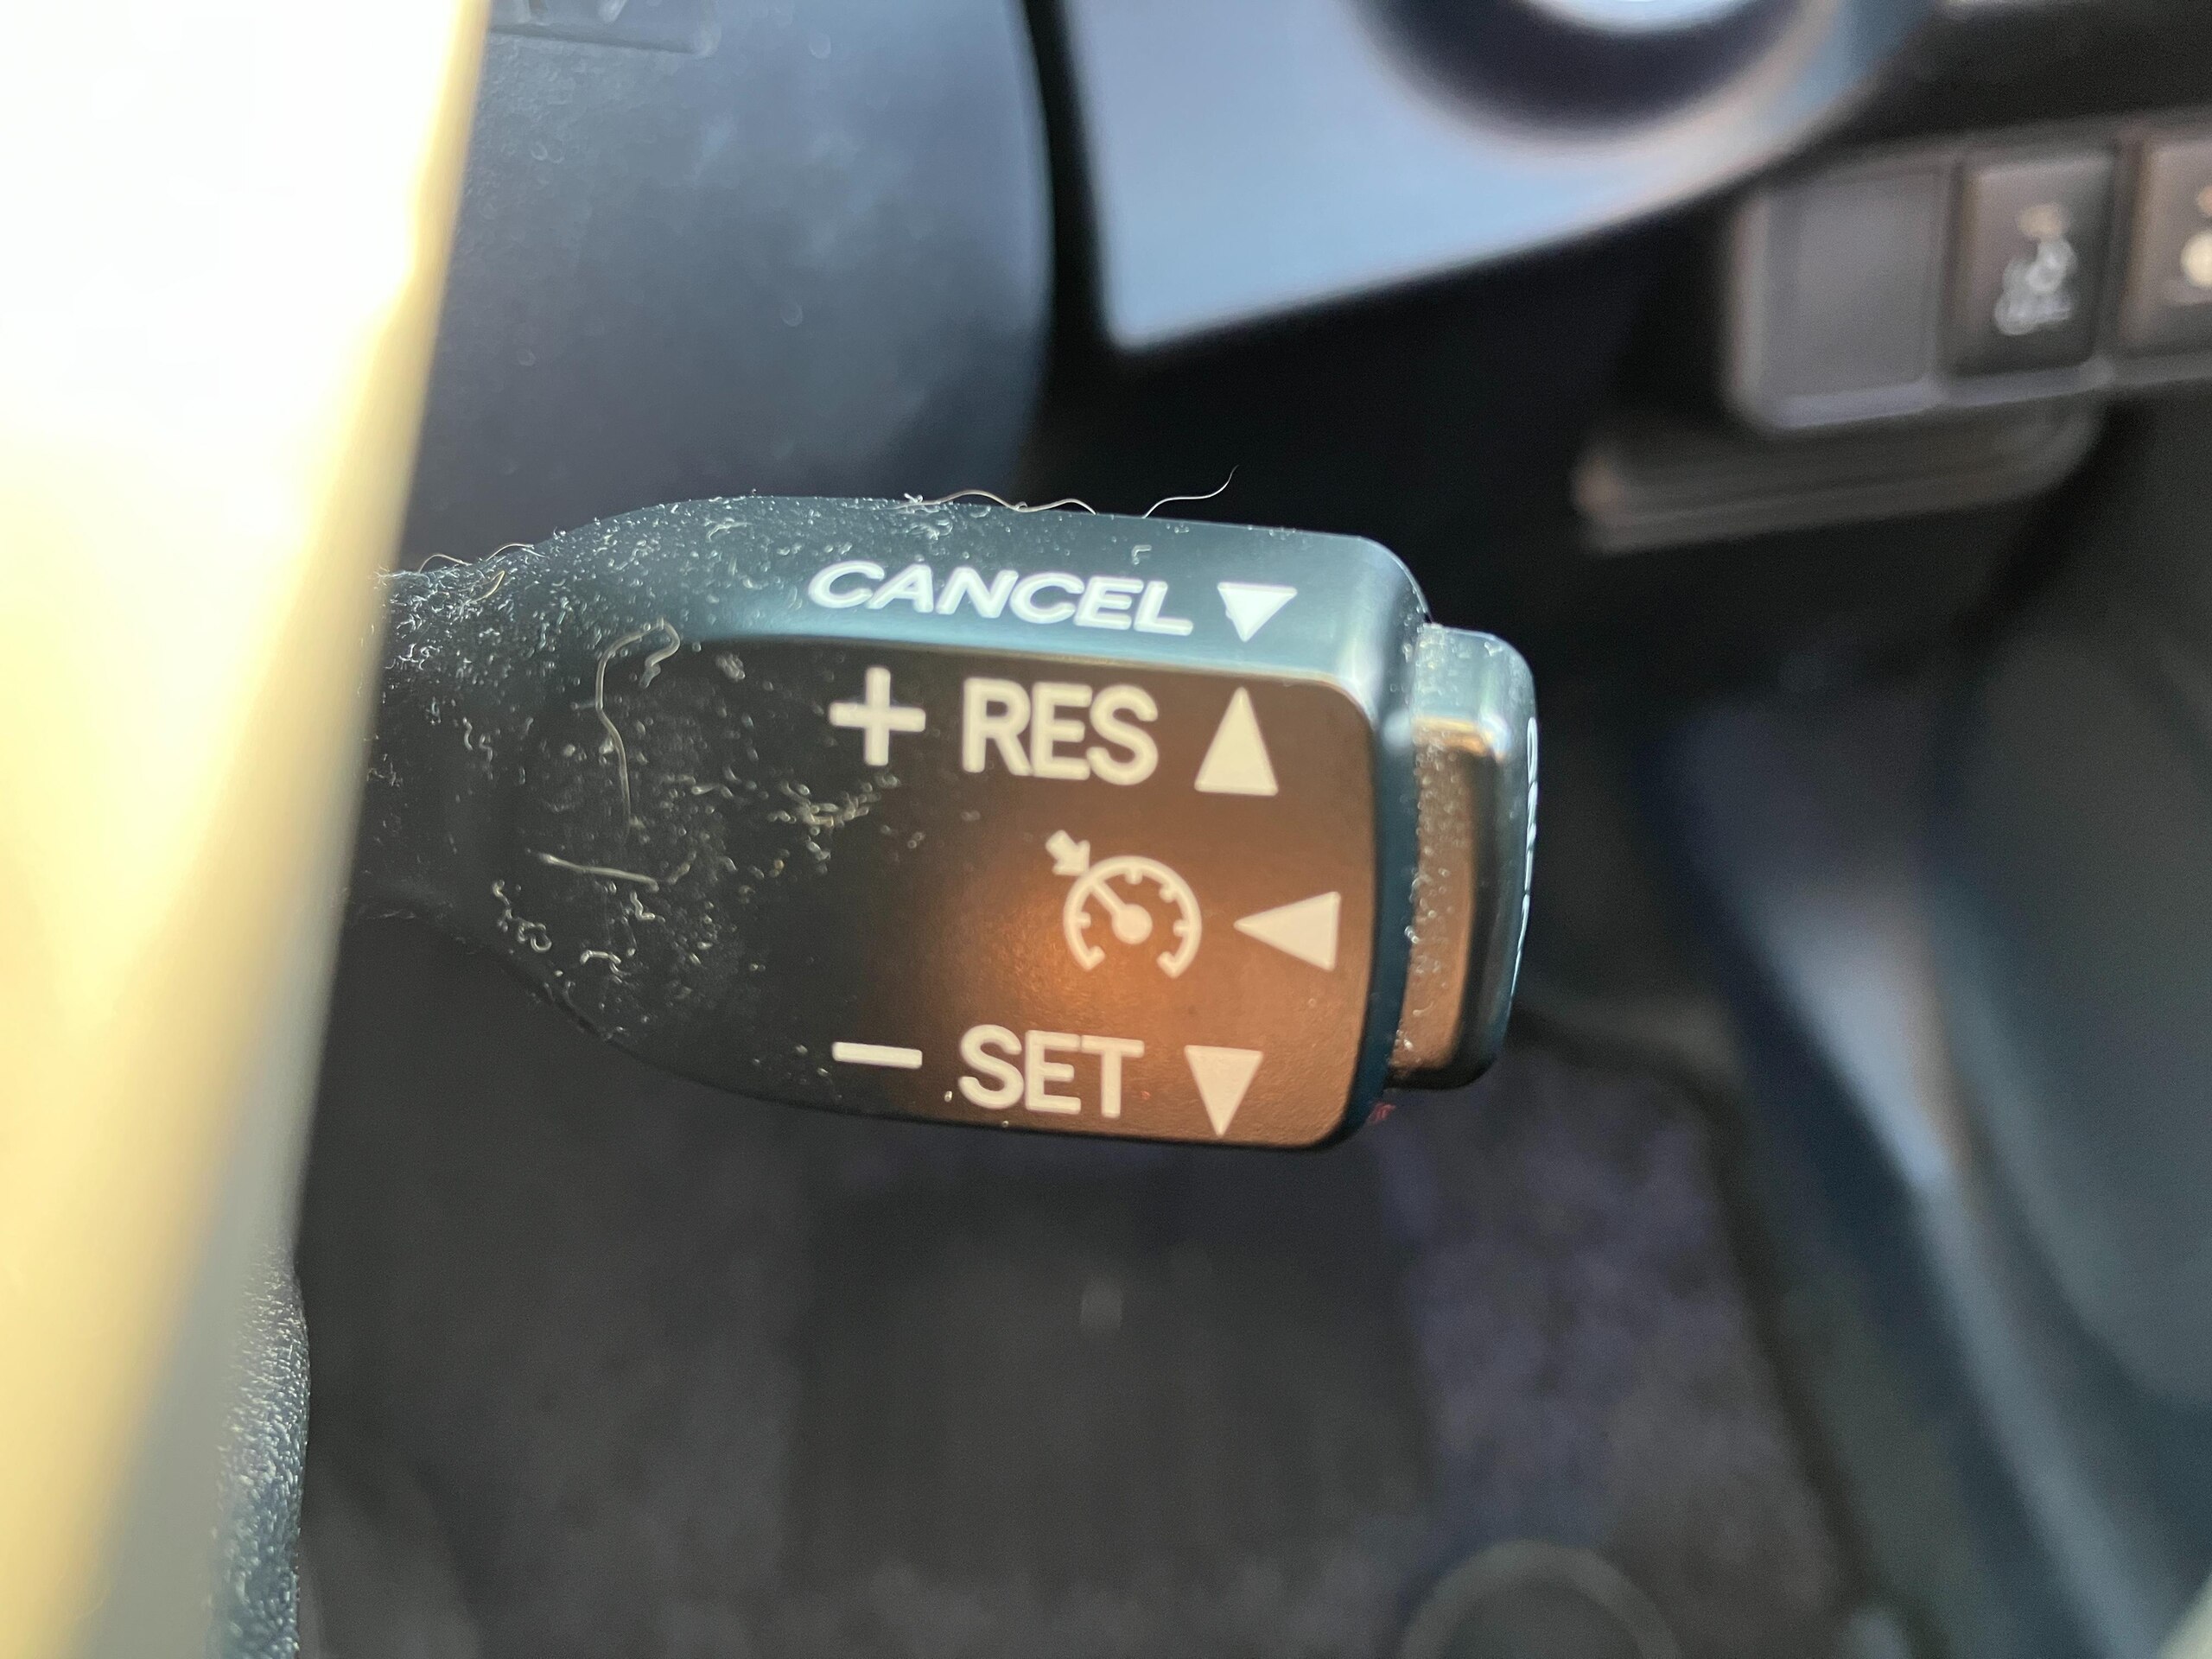 CANCEL ▼
+ RES ▲
◀
− SET ▼